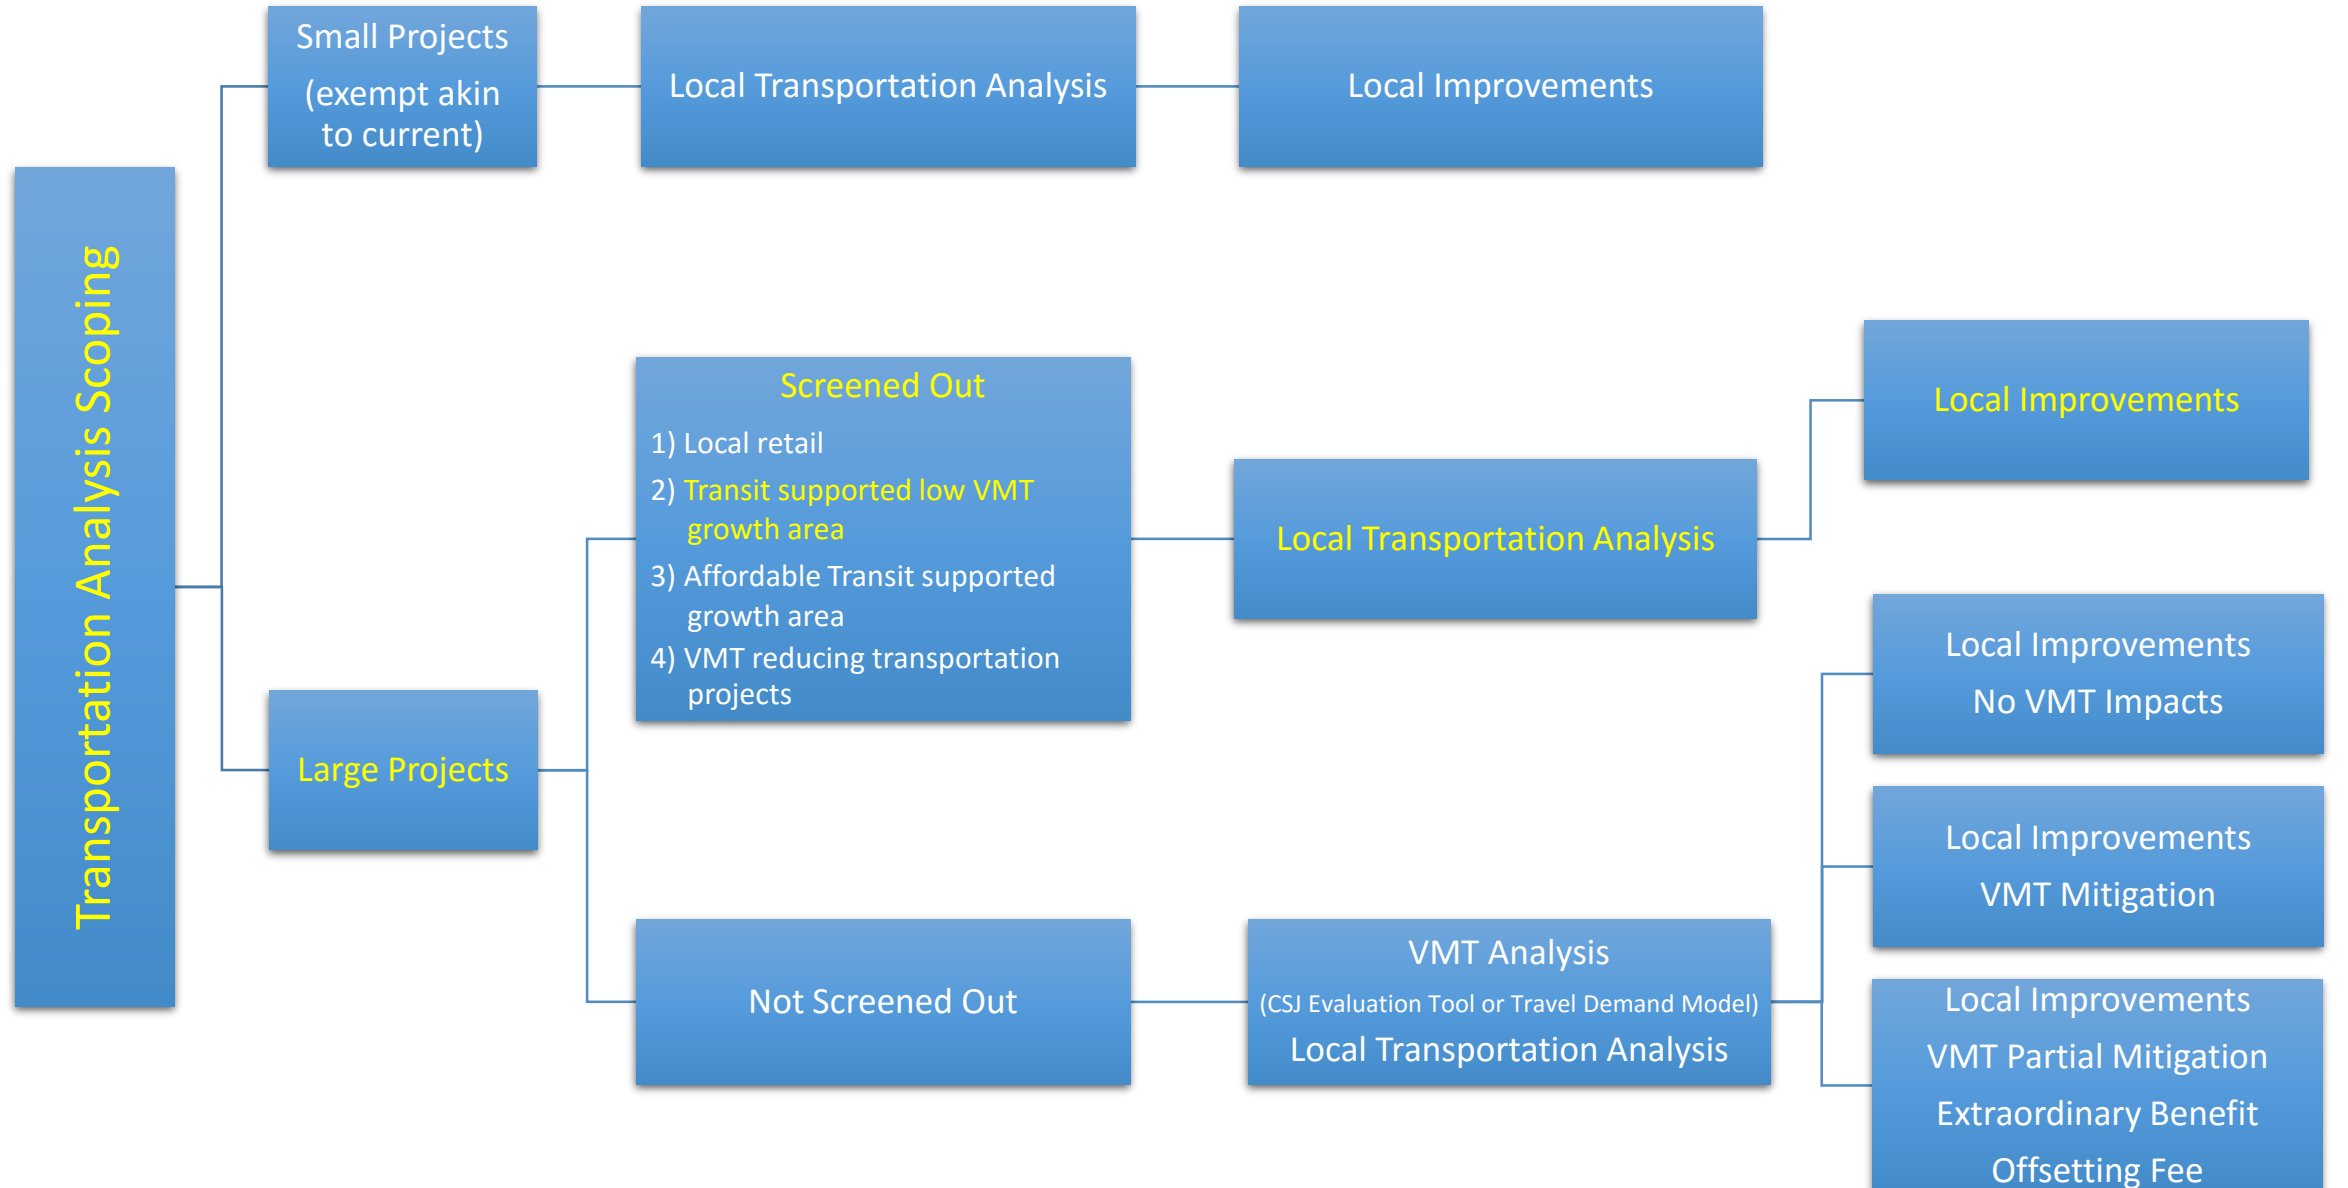 Transportation Analysis Scoping
Small Projects
(exempt akin
to current)
Local Transportation Analysis
Local Improvements
Large Projects
Screened Out
1) Local retail
2) Transit supported low VMT
growth area
3) Affordable Transit supported
growth area
4) VMT reducing transportation
projects
Local Transportation Analysis
Local Improvements
Not Screened Out
VMT Analysis
(CSJ Evaluation Tool or Travel Demand Model)
Local Transportation Analysis
Local Improvements
No VMT Impacts
Local Improvements
VMT Mitigation
Local Improvements
VMT Partial Mitigation
Extraordinary Benefit
Offsetting Fee